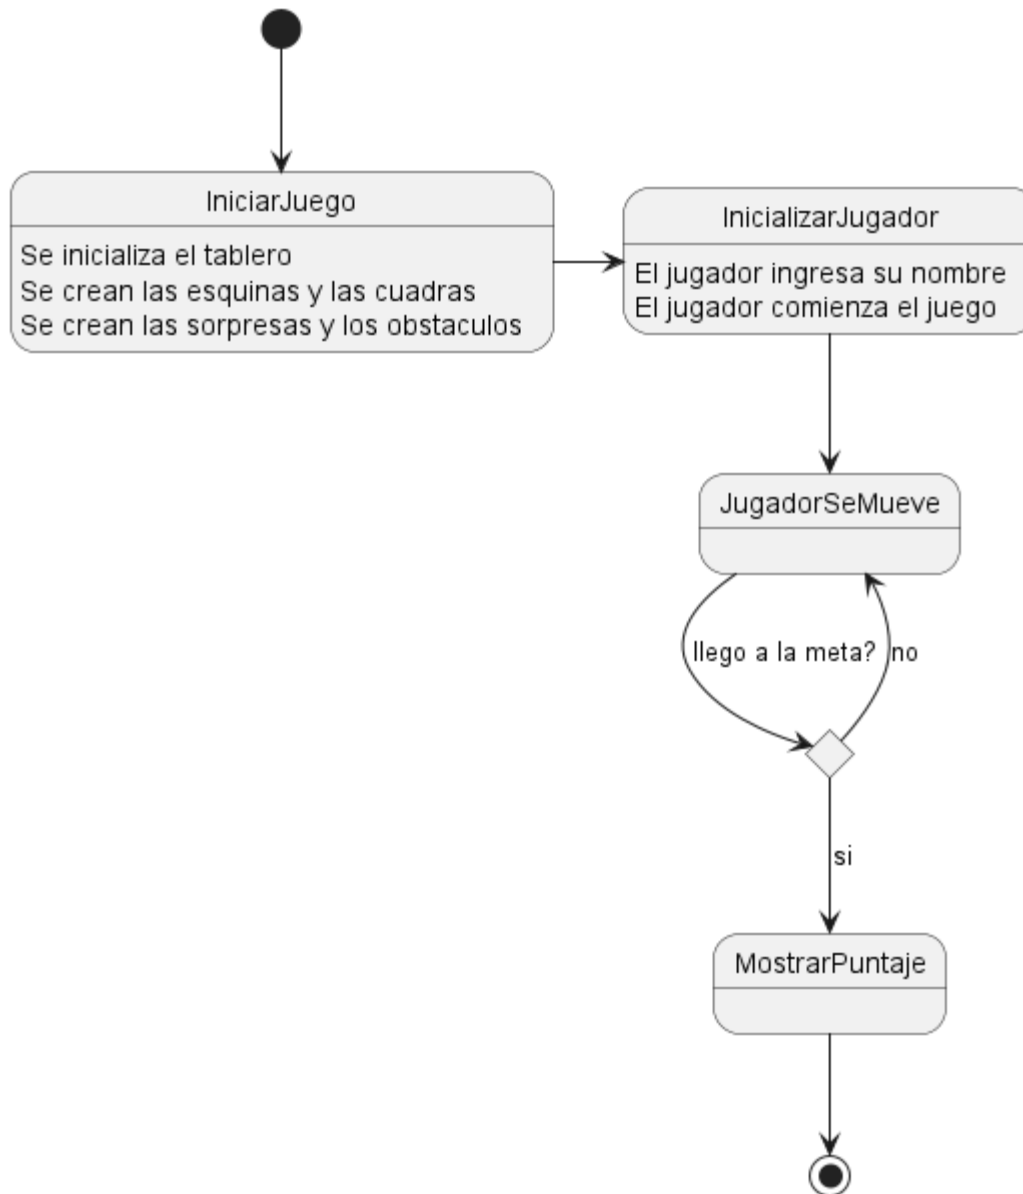 IniciarJuego
Se inicializa el tablero
Se crean las esquinas y las cuadras
Se crean las sorpresas y los obstaculos
InicializarJugador
El jugador ingresa su nombre
El jugador comienza el juego
JugadorSeMueve
llego a la meta?
no
si
MostrarPuntaje